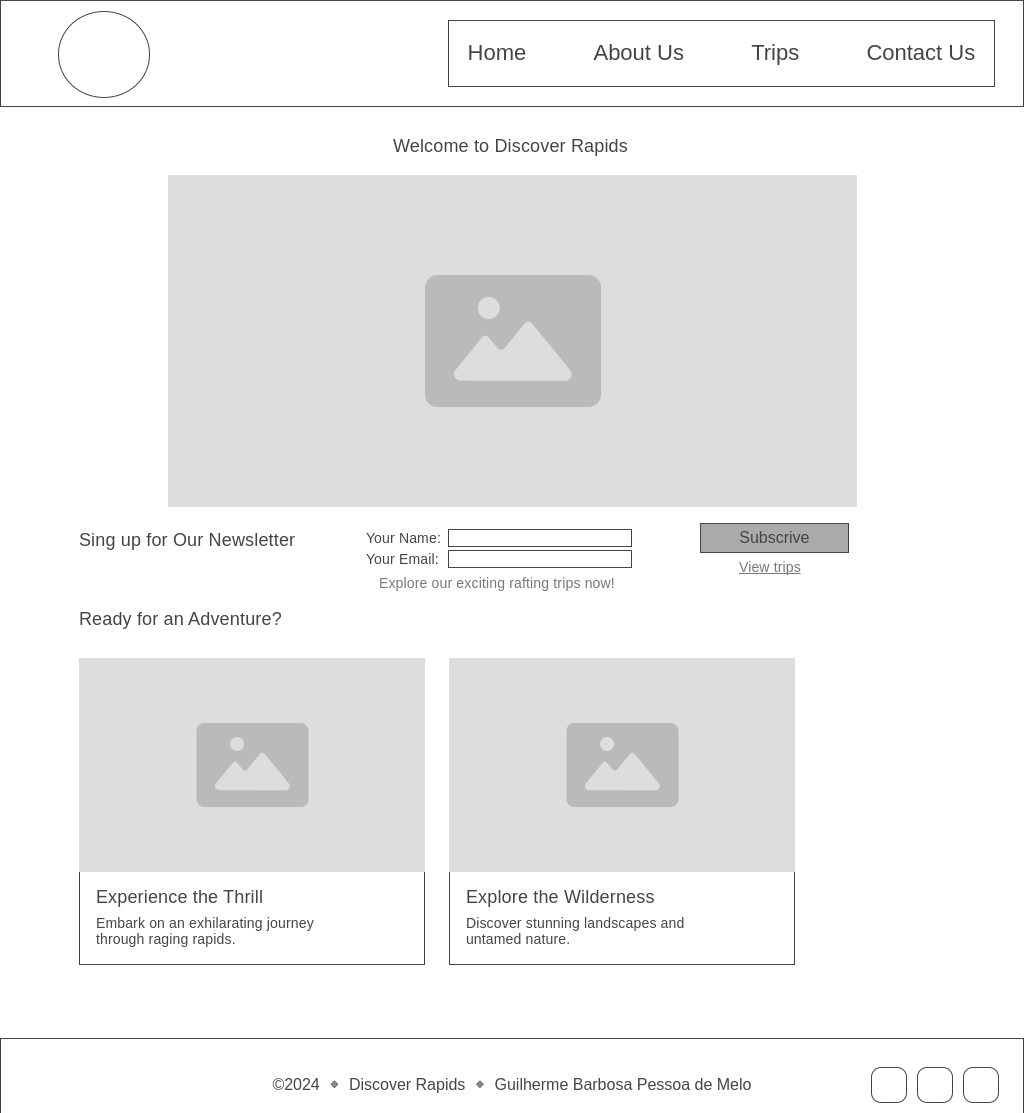 Home About Us Trips Contact Us
Welcome to Discover Rapids
Sing up for Our Newsletter
Your Name:
Your Email:
Explore our exciting rafting trips now!
Subscrive
View trips
Ready for an Adventure?
Experience the Thrill
Embark on an exhilarating journey
through raging rapids.
Explore the Wilderness
Discover stunning landscapes and
untamed nature.
©2024 ❖ Discover Rapids ❖ Guilherme Barbosa Pessoa de Melo